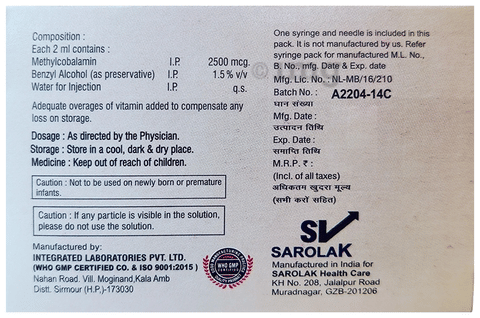 Composition :
Each 2 ml contains :
Methylcobalamin I.P. 2500 mcg.
Benzyl Alcohol (as preservative) I.P. 1.5 % v/v
Water for Injection I.P. q.s.
Adequate overages of vitamin added to compensate any
loss on storage.
Dosage : As directed by the Physician.
Storage : Store in a cool, dark & dry place.
Medicine : Keep out of reach of children.
Caution : Not to be used on newly born or premature
infants.
Caution : If any particle is visible in the solution,
please do not use the solution.
Manufactured by:
INTEGRATED LABORATORIES PVT. LTD.
(WHO GMP CERTIFIED CO. & ISO 9001:2015 )
Nahan Road. Vill. Moginand,Kala Amb
Distt. Sirmour (H.P.)-173030
WHO GMP
CERTIFIED
One syringe and needle is included in this
pack. It is not manufactured by us. Refer
syringe pack for manufactured M.L. No.,
B. No., mfg. Date & Exp. date
Mfg. Lic. No.: NL-MB/16/210
Batch No. : A2204-14C
घान संख्या
Mfg. Date :
उत्पादन तिथि
Exp. Date :
समाप्ति तिथि
M.R.P. ₹ :
(Incl. of all taxes)
अधिकतम खुदरा मूल्य
(सभी करों सहित)
SV
SAROLAK
Manufactured in India for
SAROLAK Health Care
KH No. 208, Jalalpur Road
Muradnagar, GZB-201206